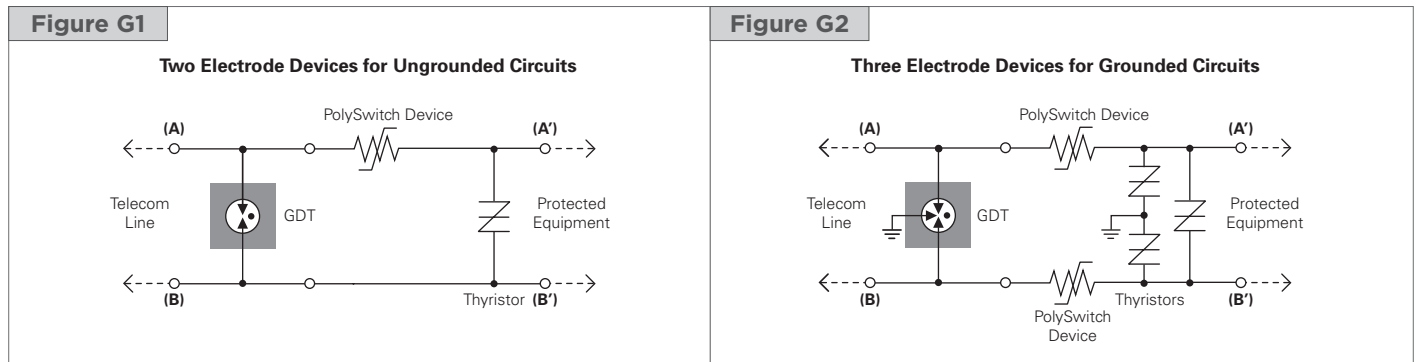 Figure G1
Two Electrode Devices for Ungrounded Circuits
PolySwitch Device
(A)
(A')
Telecom
Line
GDT
Protected
Equipment
(B)
Thyristor
(B')
Figure G2
Three Electrode Devices for Grounded Circuits
PolySwitch Device
(A)
(A')
Telecom
Line
GDT
Protected
Equipment
(B)
Thyristors
(B')
PolySwitch
Device